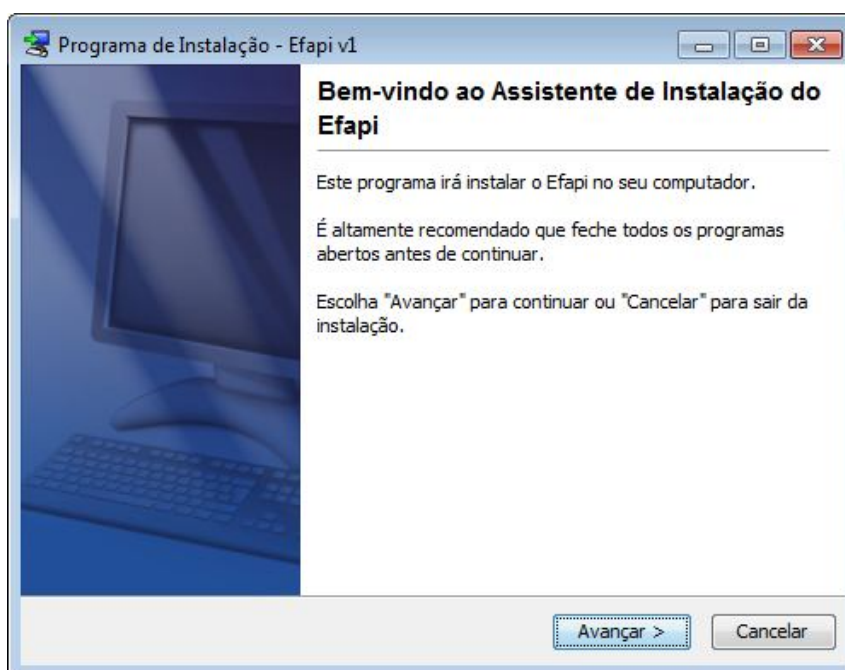 Programa de Instalação - Efapi v1
Bem-vindo ao Assistente de Instalação do
Efapi
Este programa irá instalar o Efapi no seu computador.
É altamente recomendado que feche todos os programas
abertos antes de continuar.
Escolha "Avançar" para continuar ou "Cancelar" para sair da
instalação.
Avançar > Cancelar